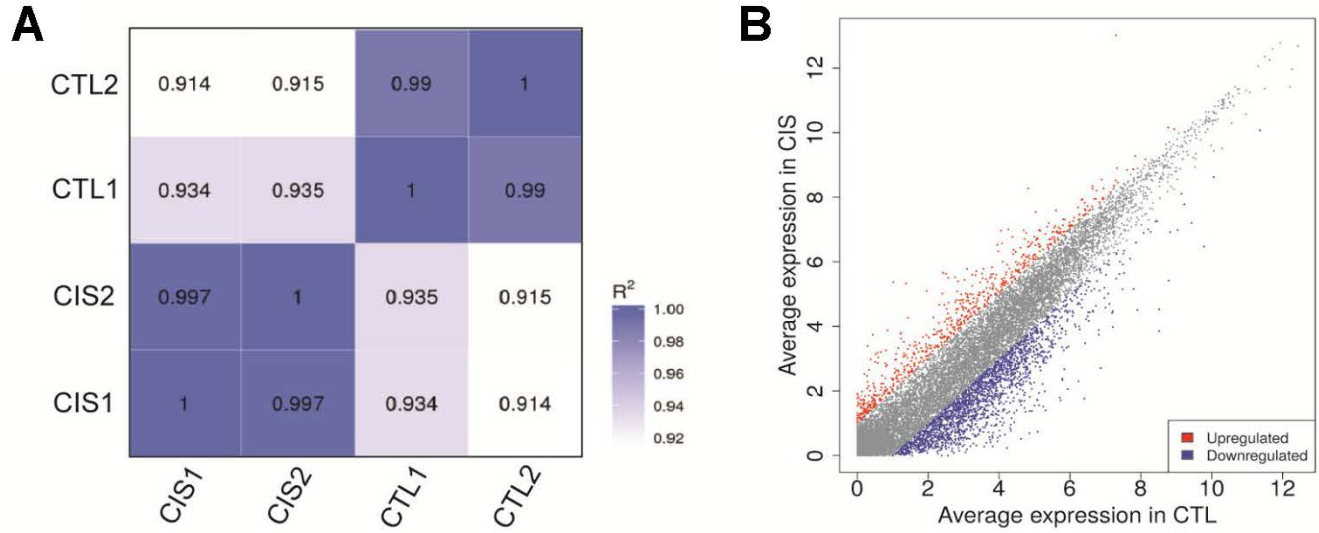 A
CTL2 0.914 0.915 0.99 1
CTL1 0.934 0.935 1 0.99
CIS2 0.997 1 0.935 0.915
CIS1 1 0.997 0.934 0.914
CIS1 CIS2 CTL1 CTL2
R²
1.00
0.98
0.96
0.94
0.92
B
Average expression in CIS
12
10
8
6
4
2
0
Upregulated
Downregulated
0 2 4 6 8 10 12
Average expression in CTL